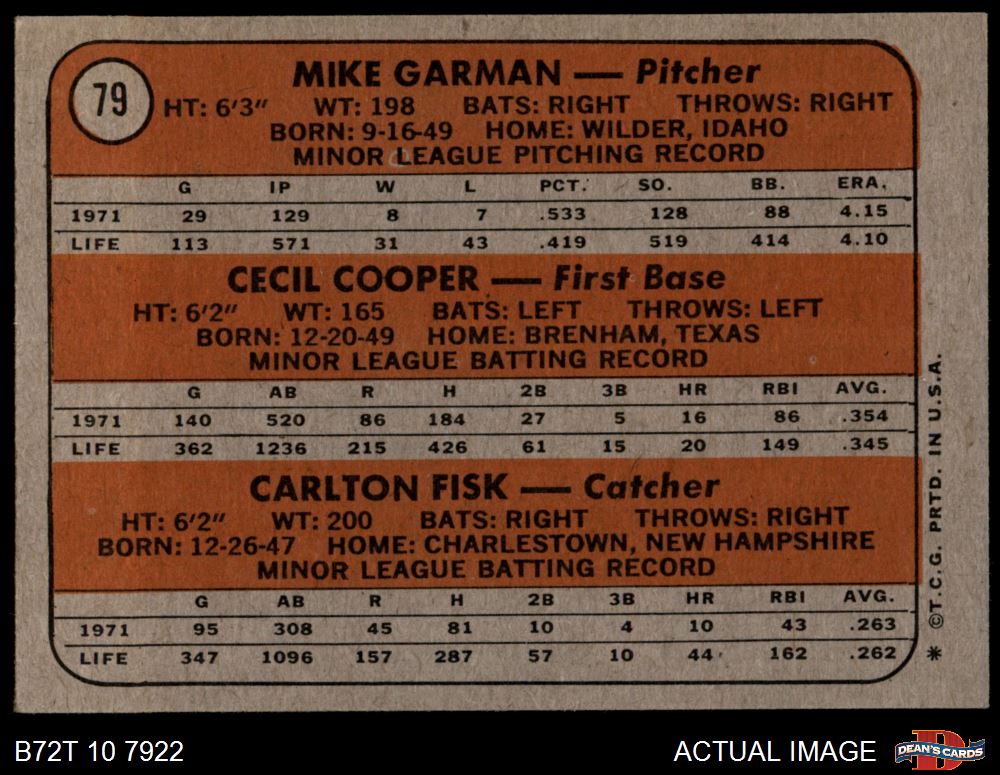 79
MIKE GARMAN — Pitcher
HT: 6'3" WT: 198 BATS: RIGHT THROWS: RIGHT
BORN: 9-16-49 HOME: WILDER, IDAHO
MINOR LEAGUE PITCHING RECORD
G IP W L PCT. SO. BB. ERA.
1971 29 129 8 7 .533 128 88 4.15
LIFE 113 571 31 43 .419 519 414 4.10
CECIL COOPER — First Base
HT: 6'2" WT: 165 BATS: LEFT THROWS: LEFT
BORN: 12-20-49 HOME: BRENHAM, TEXAS
MINOR LEAGUE BATTING RECORD
G AB R H 2B 3B HR RBI AVG.
1971 140 520 86 184 27 5 16 86 .354
LIFE 362 1236 215 426 61 15 20 149 .345
CARLTON FISK — Catcher
HT: 6'2" WT: 200 BATS: RIGHT THROWS: RIGHT
BORN: 12-26-47 HOME: CHARLESTOWN, NEW HAMPSHIRE
MINOR LEAGUE BATTING RECORD
G AB R H 2B 3B HR RBI AVG.
1971 95 308 45 81 10 4 10 43 .263
LIFE 347 1096 157 287 57 10 44 162 .262
* ©T.C.G. PRTD. IN U.S.A.
B72T 10 7922
ACTUAL IMAGE
D
DEAN'S CARDS